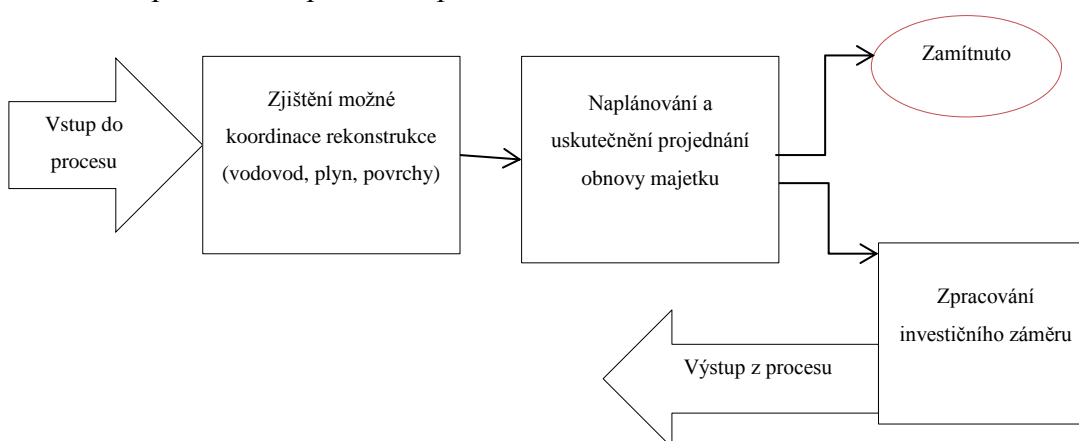 Vstup do
procesu
Zjištění možné
koordinace rekonstrukce
(vodovod, plyn, povrchy)
Naplánování a
uskutečnění projednání
obnovy majetku
Zamítnuto
Zpracování
investičního záměru
Výstup z procesu